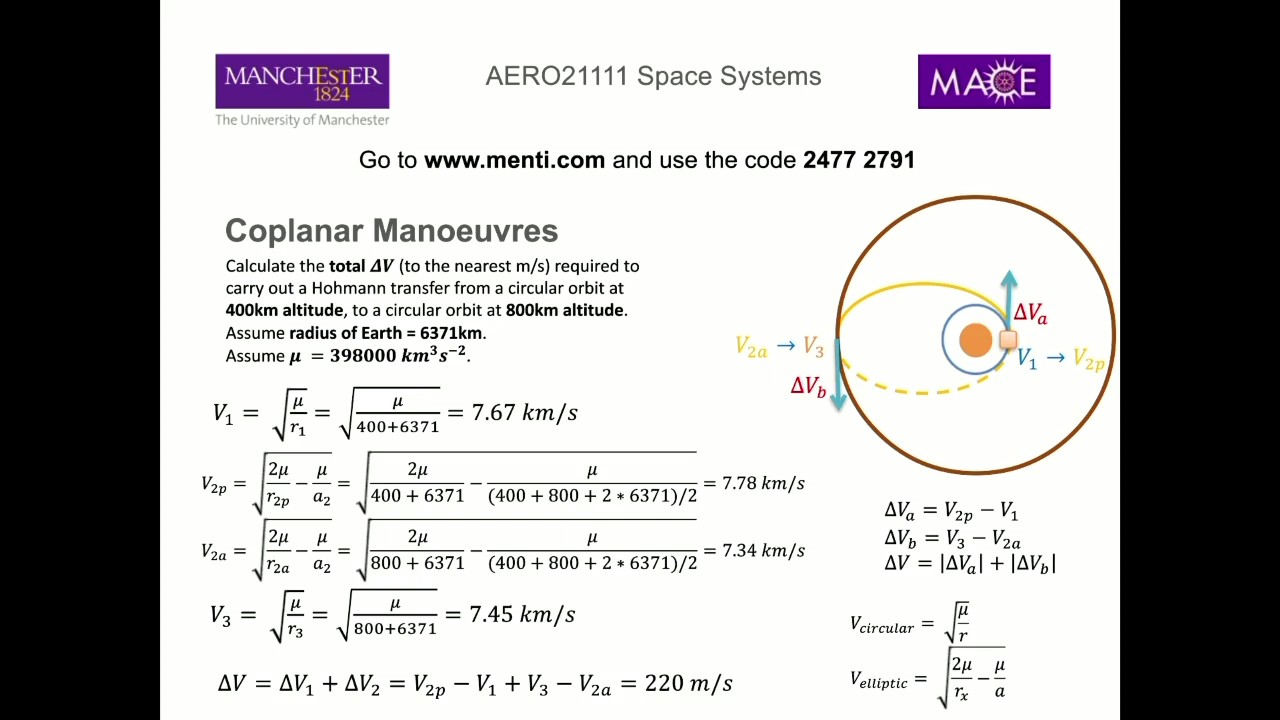 MANCHESTER
1824
The University of Manchester
AERO21111 Space Systems
MACE
Go to www.menti.com and use the code 2477 2791
Coplanar Manoeuvres
Calculate the total ΔV (to the nearest m/s) required to
carry out a Hohmann transfer from a circular orbit at
400km altitude, to a circular orbit at 800km altitude.
Assume radius of Earth = 6371km.
Assume μ = 398000 km³s⁻².
V₁ = √(μ/r₁) = √(μ/(400+6371)) = 7.67 km/s
V₂ₚ = √(2μ/r₂ₚ − μ/a₂) = √(2μ/(400 + 6371) − μ/((400 + 800 + 2 ∗ 6371)/2)) = 7.78 km/s
V₂ₐ = √(2μ/r₂ₐ − μ/a₂) = √(2μ/(800 + 6371) − μ/((400 + 800 + 2 ∗ 6371)/2)) = 7.34 km/s
V₃ = √(μ/r₃) = √(μ/(800+6371)) = 7.45 km/s
ΔV = ΔV₁ + ΔV₂ = V₂ₚ − V₁ + V₃ − V₂ₐ = 220 m/s
ΔVₐ
V₂ₐ → V₃
V₁ → V₂ₚ
ΔV_b
ΔVₐ = V₂ₚ − V₁
ΔV_b = V₃ − V₂ₐ
ΔV = |ΔVₐ| + |ΔV_b|
V_circular = √(μ/r)
V_elliptic = √(2μ/rₓ − μ/a)